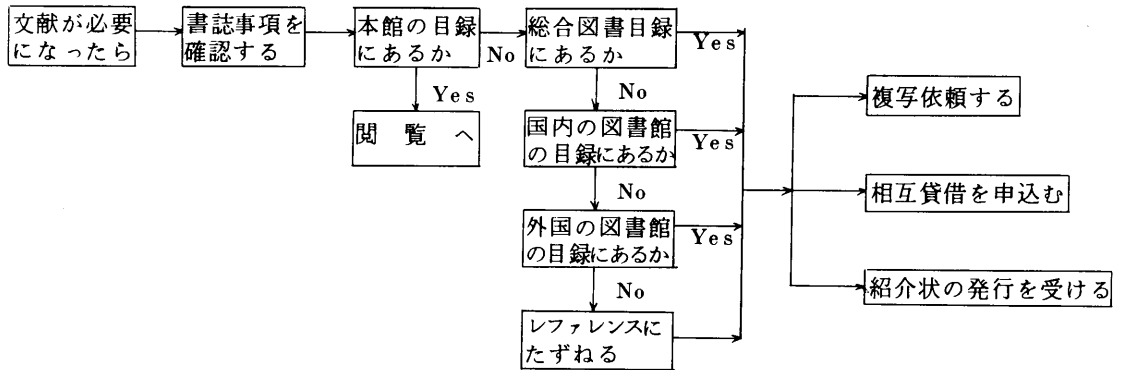 文献が必要
になったら
書誌事項を
確認する
本館の目録
にあるか
No
Yes
閲覧へ
総合図書目録
にあるか
Yes
No
国内の図書館
の目録にあるか
Yes
No
外国の図書館
の目録にあるか
Yes
No
レファレンスに
たずねる
複写依頼する
相互貸借を申込む
紹介状の発行を受ける